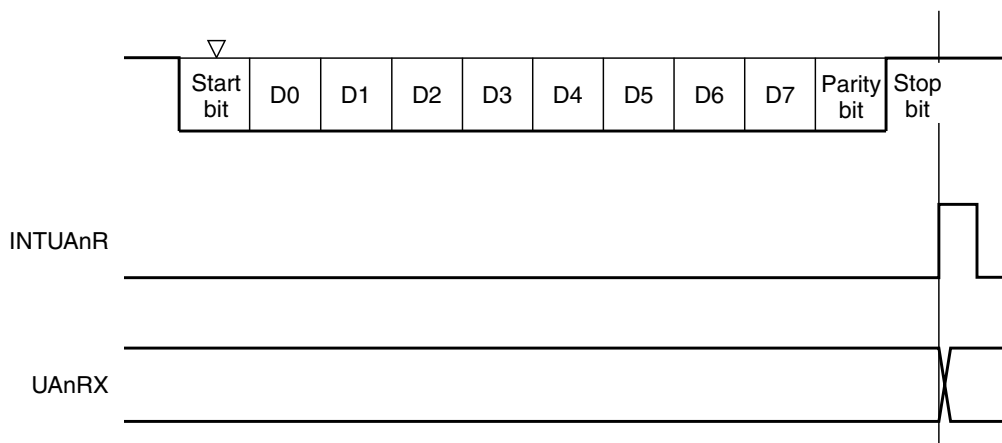 Start bit
D0
D1
D2
D3
D4
D5
D6
D7
Parity bit
Stop bit
INTUAnR
UAnRX